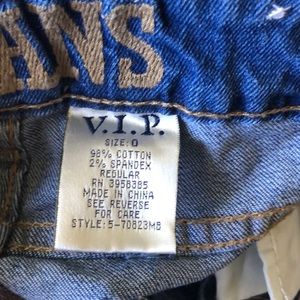 ANS
V.I.P.
SIZE: 0
98% COTTON
2% SPANDEX
REGULAR
RN 3958385
MADE IN CHINA
SEE REVERSE
FOR CARE.
STYLE: 5-70823MB